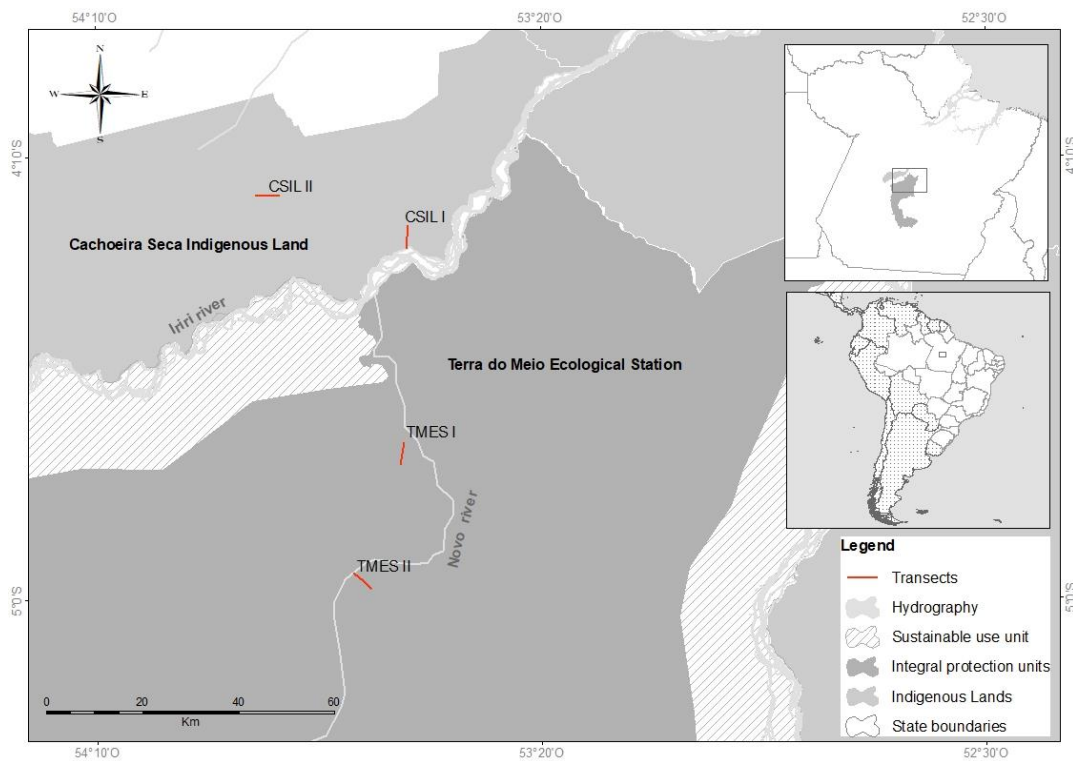 54°10'O
53°20'O
52°30'O
N
W
E
S
4°10'S
4°10'S
CSIL II
CSIL I
Cachoeira Seca Indigenous Land
Iriri river
Terra do Meio Ecological Station
TMES I
Novo river
TMES II
5°0'S
5°0'S
Legend
Transects
Hydrography
Sustainable use unit
Integral protection units
Indigenous Lands
State boundaries
0 20 40 60
Km
54°10'O
53°20'O
52°30'O